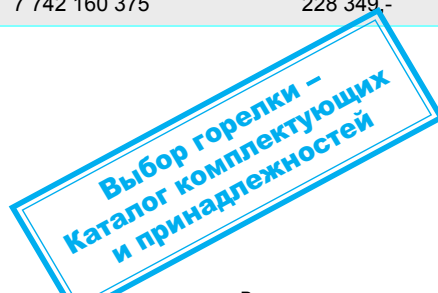 7 742 160 375 228 349,-
Выбор горелки –
Каталог комплектующих
и принадлежностей